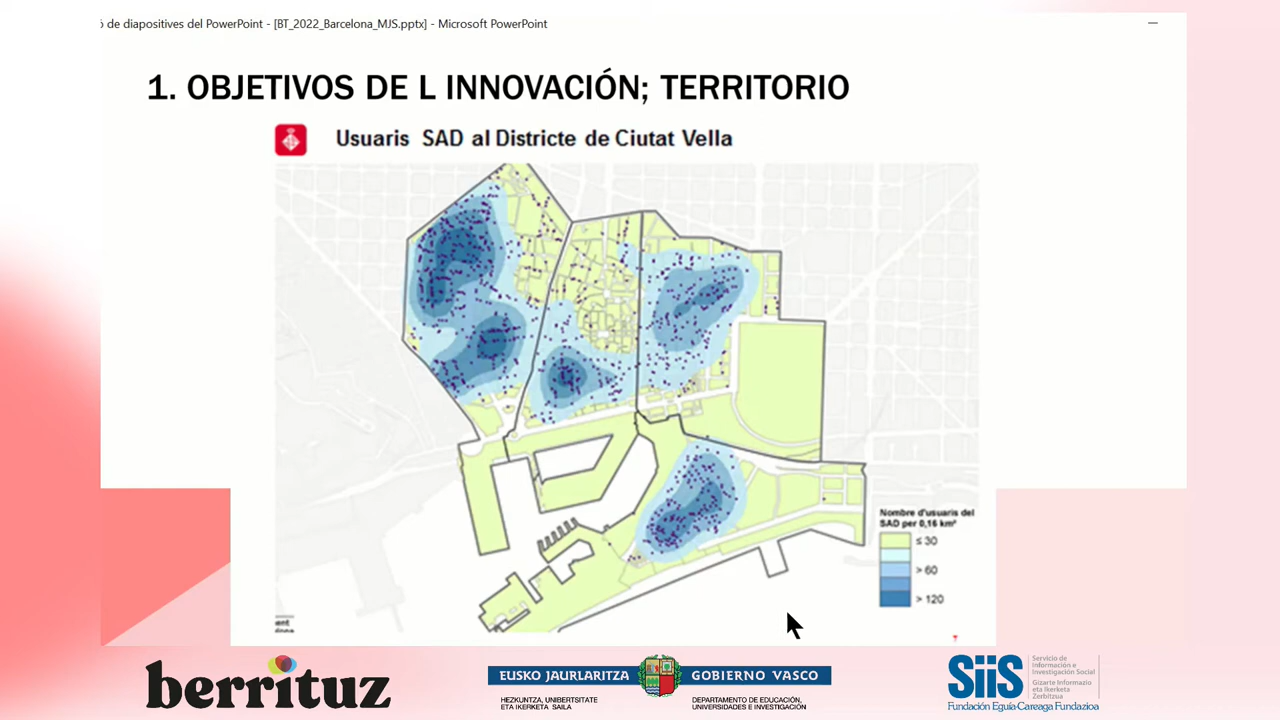 ó de diapositives del PowerPoint - [BT_2022_Barcelona_MJS.pptx] - Microsoft PowerPoint
1. OBJETIVOS DE L INNOVACIÓN; TERRITORIO
Usuaris SAD al Districte de Ciutat Vella
Nombre d'usuaris del
SAD per 0,16 km²
≤ 30
> 60
> 120
ent
berrituz
EUSKO JAURLARITZA
GOBIERNO VASCO
HEZKUNTZA, UNIBERTSITATE
ETA IKERKETA SAILA
DEPARTAMENTO DE EDUCACIÓN,
UNIVERSIDADES E INVESTIGACIÓN
SiiS
Servicio de
Información e
Investigación Social
Gizarte Informazio
eta Ikerketa
Zerbitzua
Fundación Eguía-Careaga Fundazioa